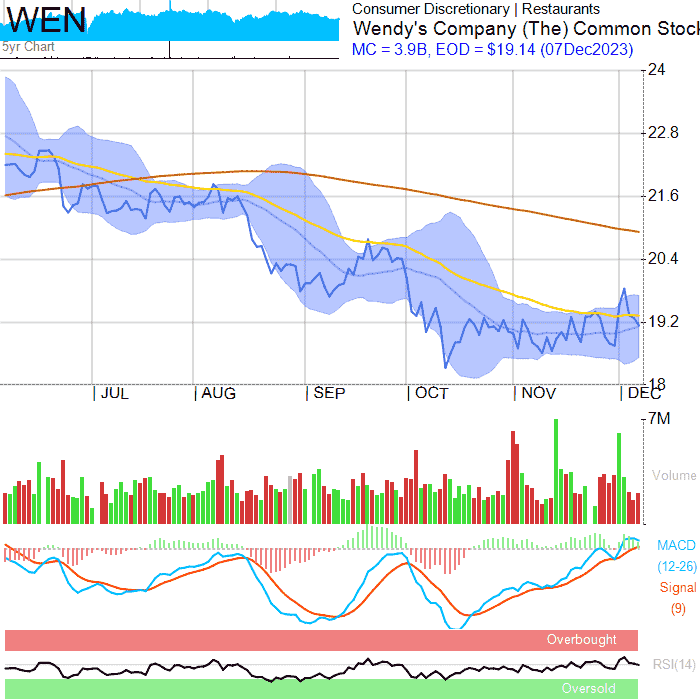 WEN
5yr Chart
Consumer Discretionary | Restaurants
Wendy's Company (The) Common Stock
MC = 3.9B, EOD = $19.14 (07Dec2023)
24
22.8
21.6
20.4
19.2
18
JUL
AUG
SEP
OCT
NOV
DEC
7M
Volume
MACD
(12-26)
Signal
(9)
Overbought
RSI(14)
Oversold